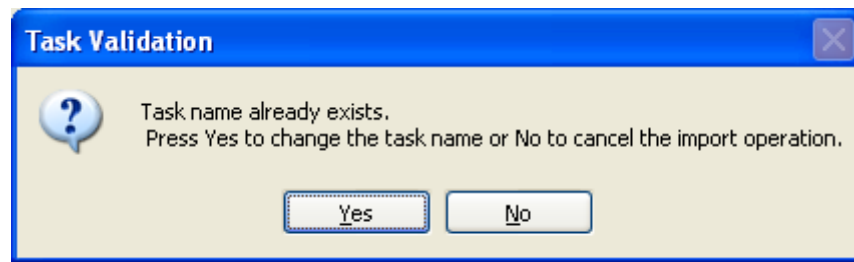 Task Validation
Task name already exists.
Press Yes to change the task name or No to cancel the import operation.
Yes
No